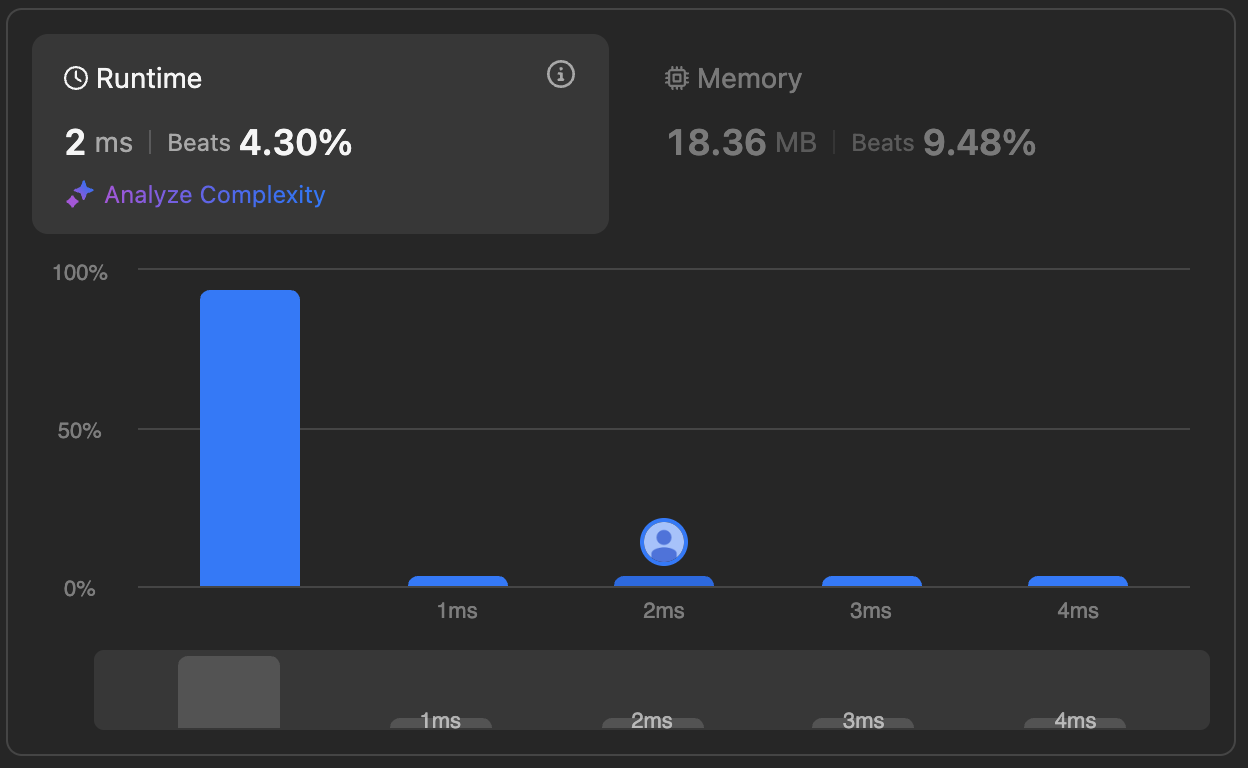 Runtime
2 ms | Beats 4.30%
Analyze Complexity
Memory
18.36 MB | Beats 9.48%
100%
50%
0%
1ms 2ms 3ms 4ms
1ms 2ms 3ms 4ms